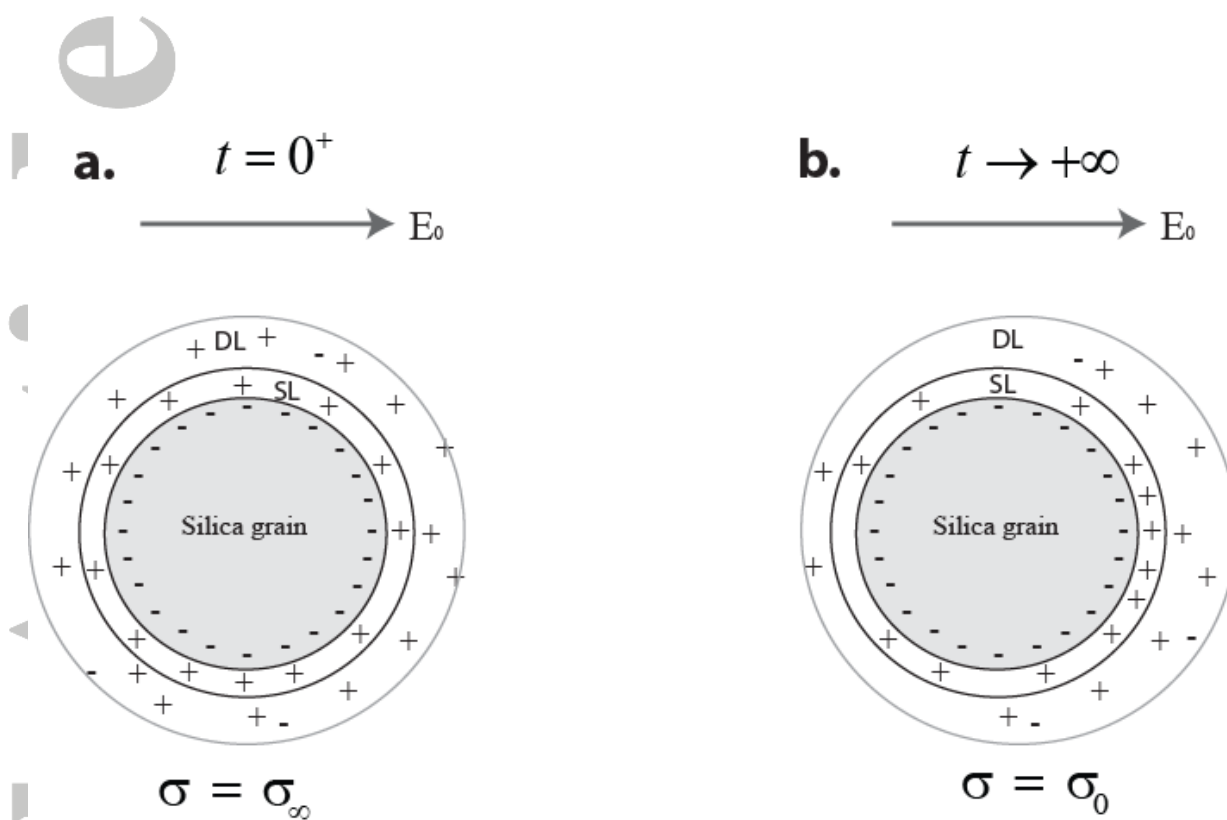 a. t = 0⁺
b. t → +∞
E₀
E₀
DL
SL
Silica grain
DL
SL
Silica grain
σ = σ∞
σ = σ₀